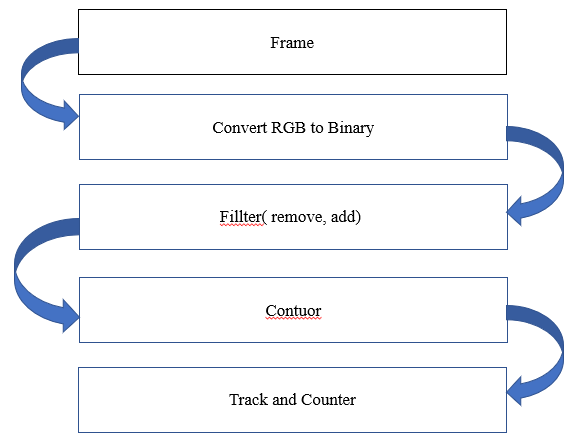 Frame
Convert RGB to Binary
Fillter( remove, add)
Contuor
Track and Counter